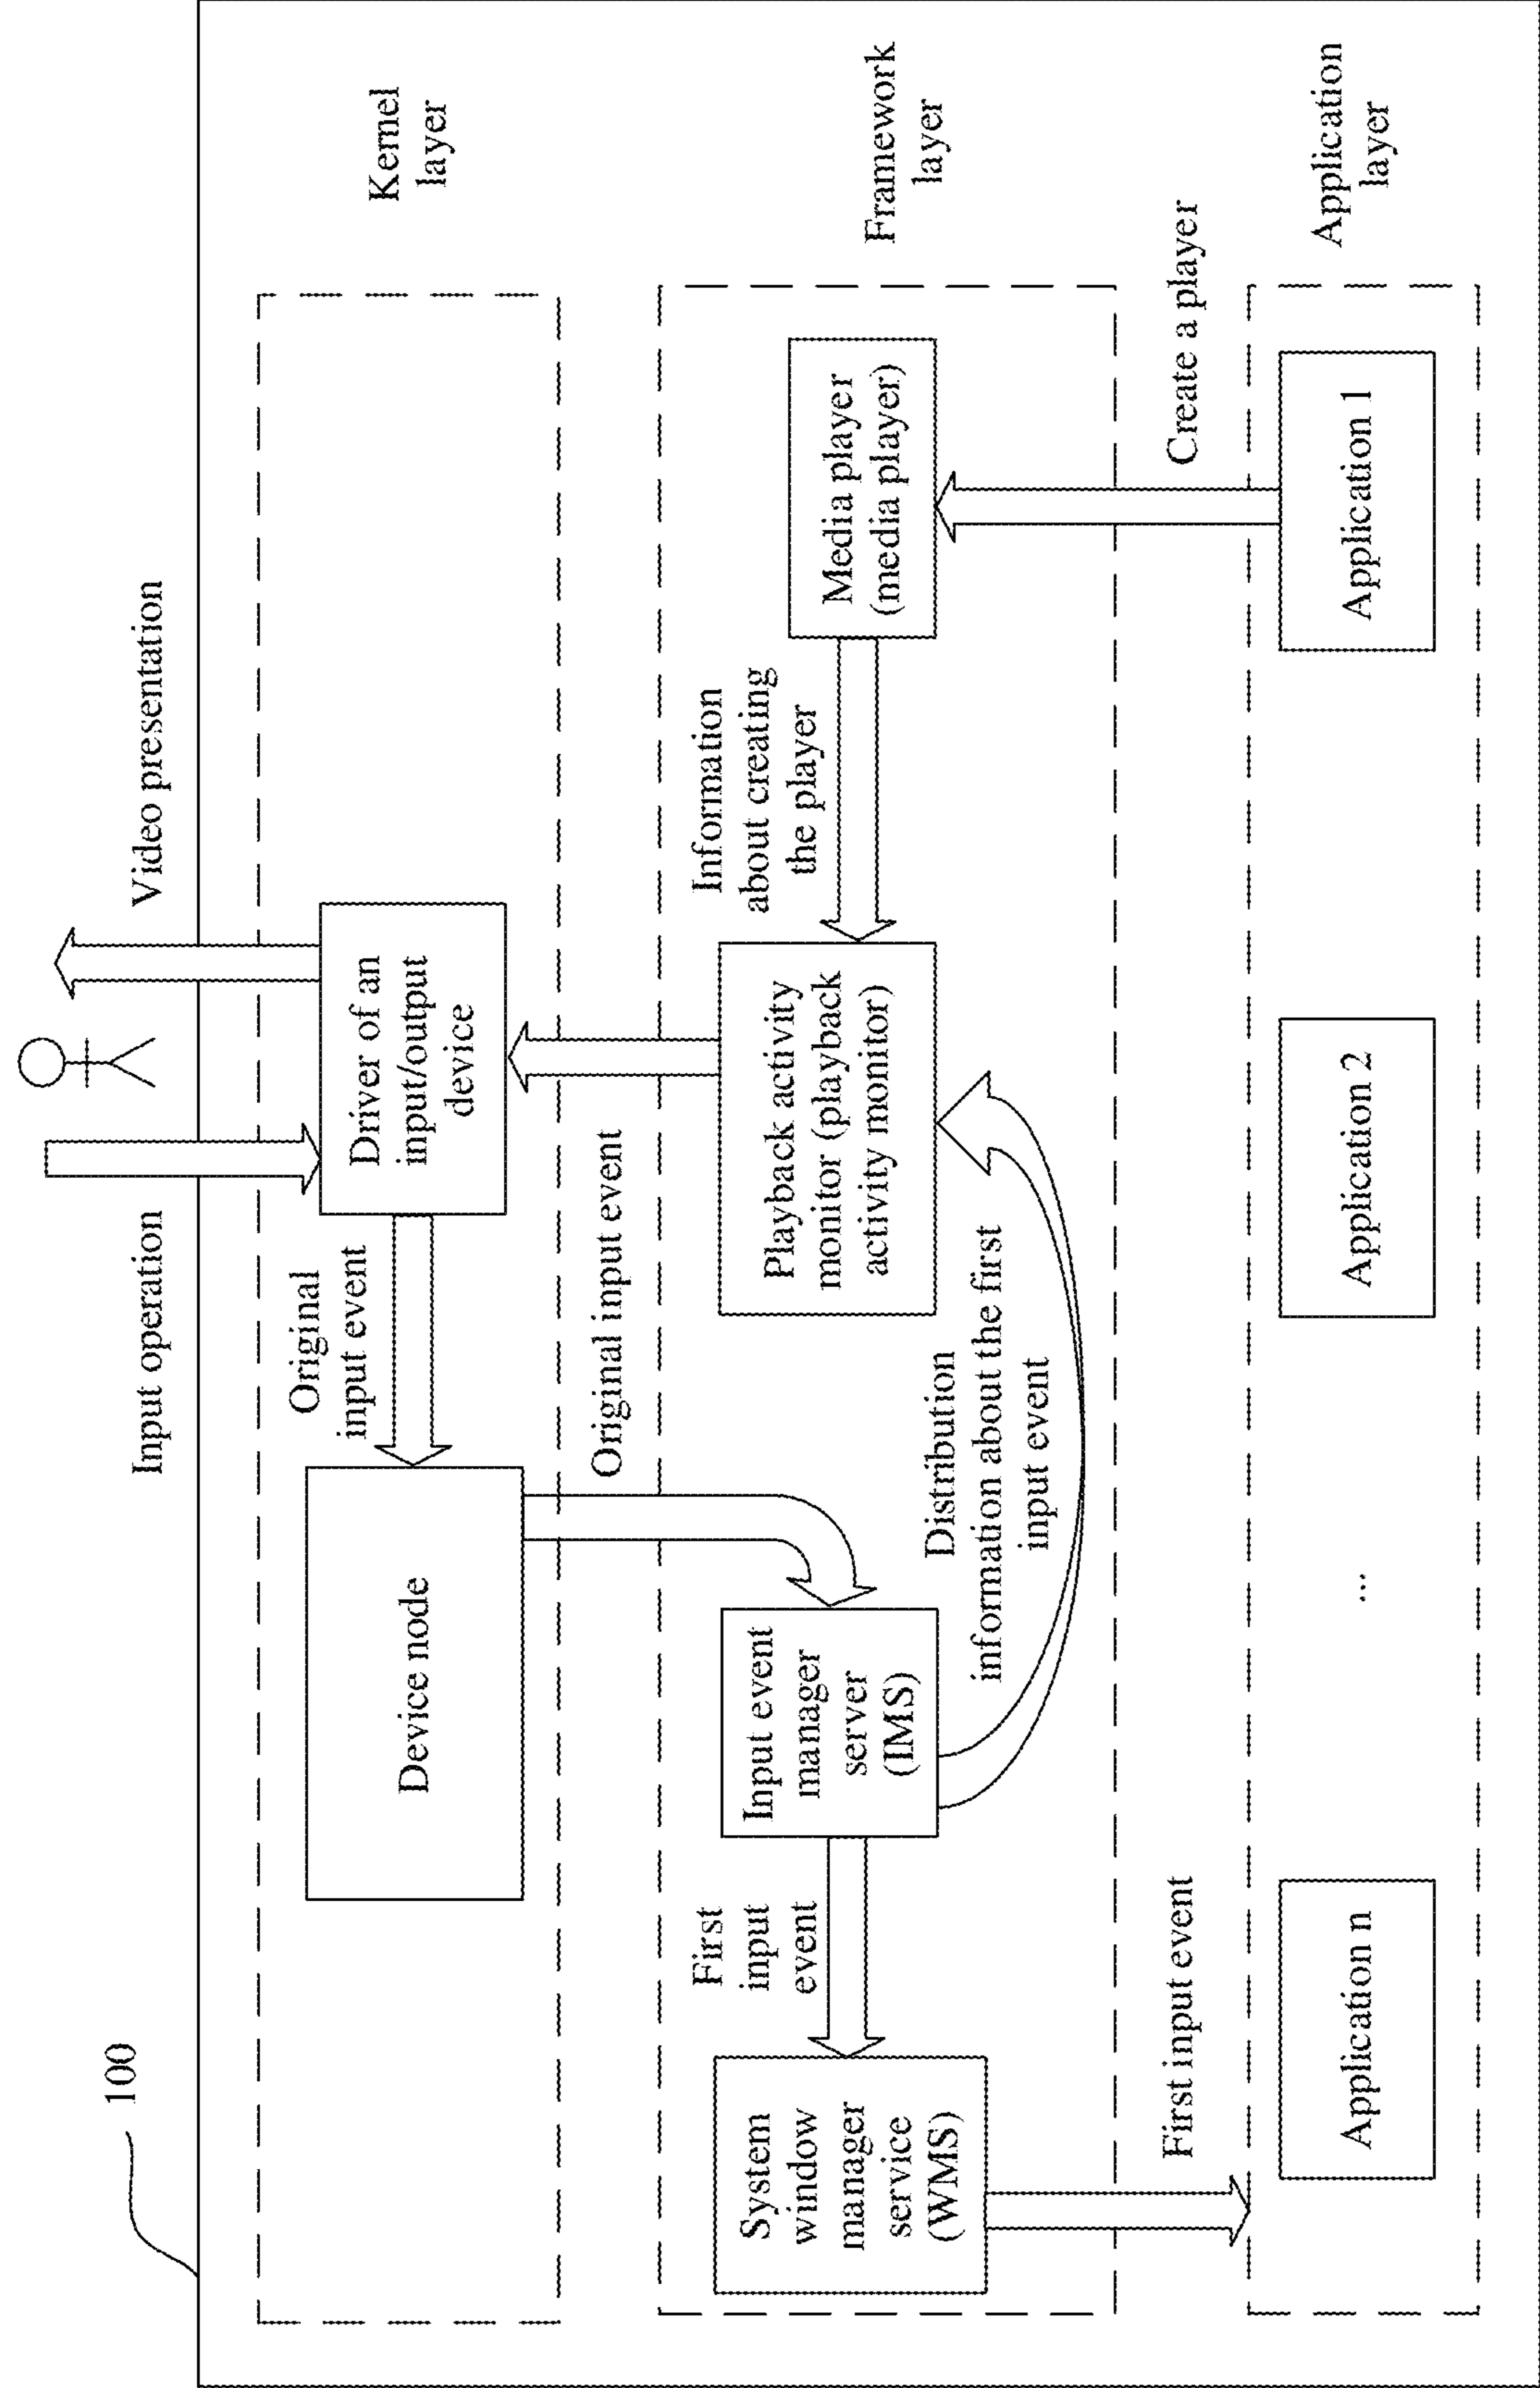 100
Input operation
Video presentation
Kernel
layer
Device node
Original
input event
Driver of an
input/output
device
Original input event
Framework
layer
System
window
manager
service
(WMS)
First
input
event
Input event
manager
server
(IMS)
Distribution
information about the first
input event
Playback activity
monitor (playback
activity monitor)
Information
about creating
the player
Media player
(media player)
First input event
Create a player
Application
layer
Application n
...
Application 2
Application 1